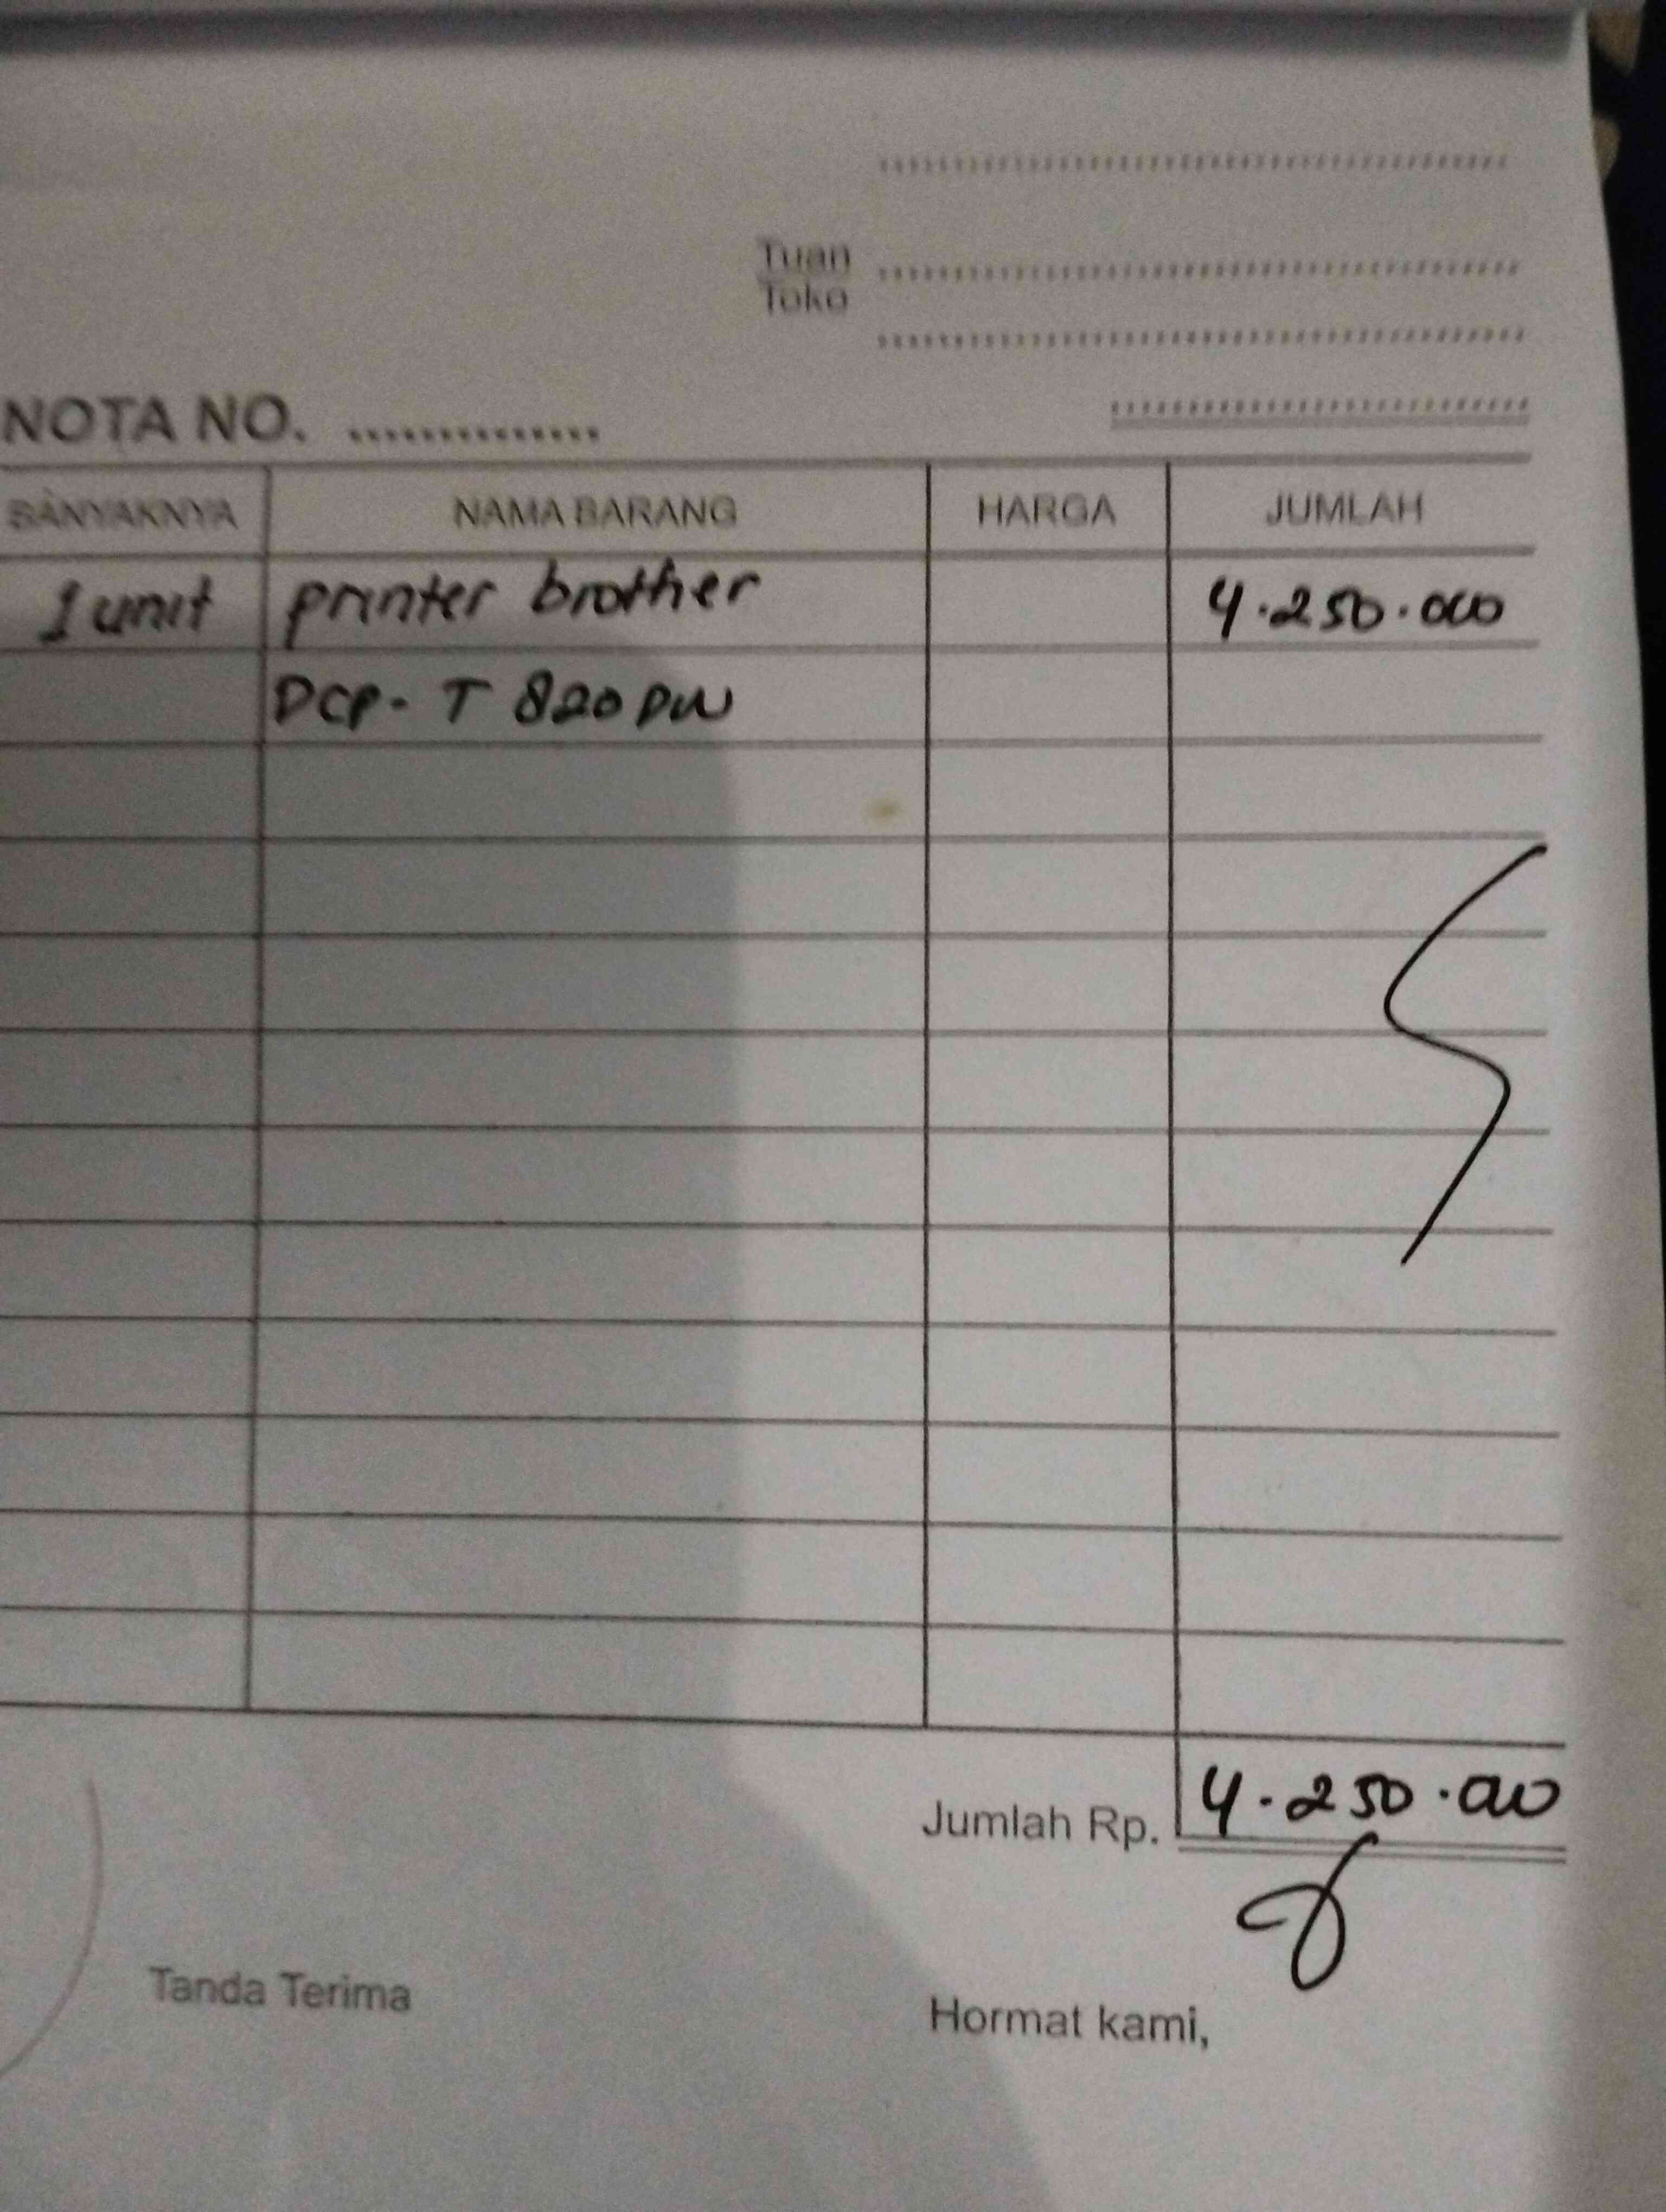 Tuan
Toko
NOTA NO. ..............
BANYAKNYA NAMA BARANG HARGA JUMLAH
1 unit printer brother 4.250.000
DCP- T 820 DW
Jumlah Rp. 4.250.000
Tanda Terima
Hormat kami,